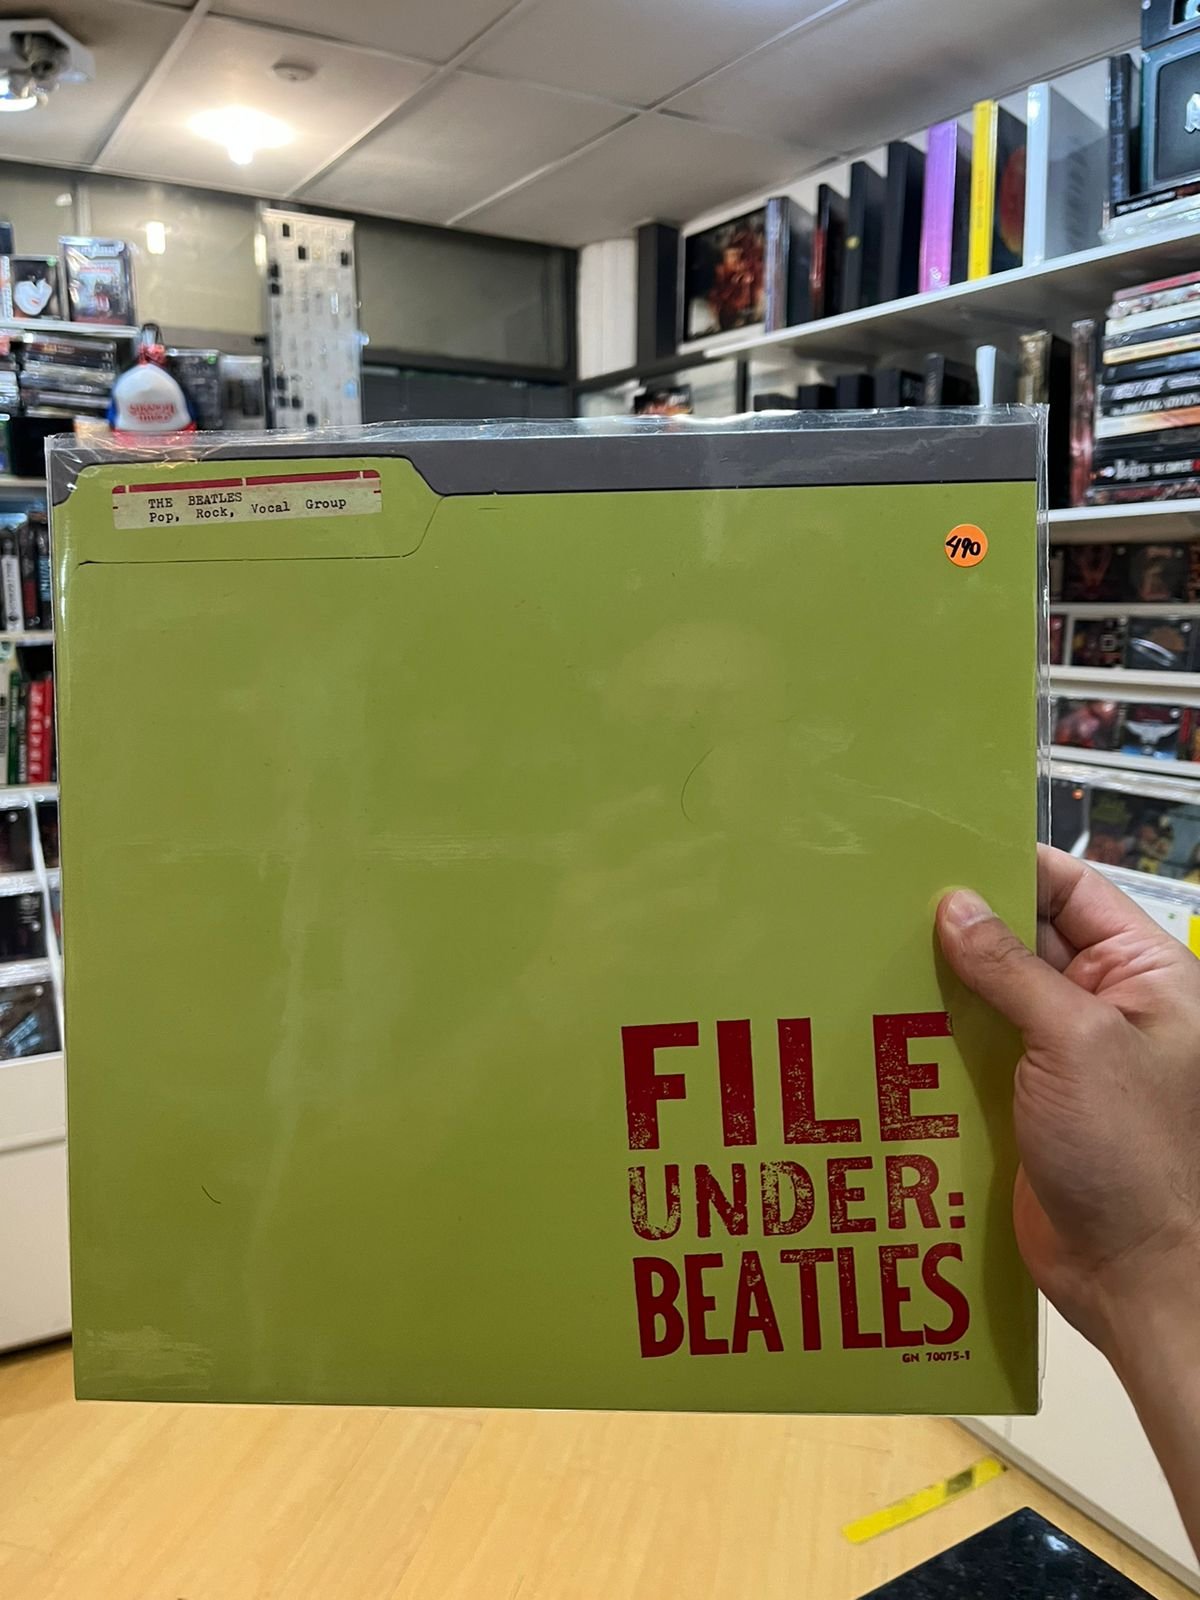 THE BEATLES
Pop, Rock, Vocal Group
490
FILE
UNDER:
BEATLES
GN 70075-1